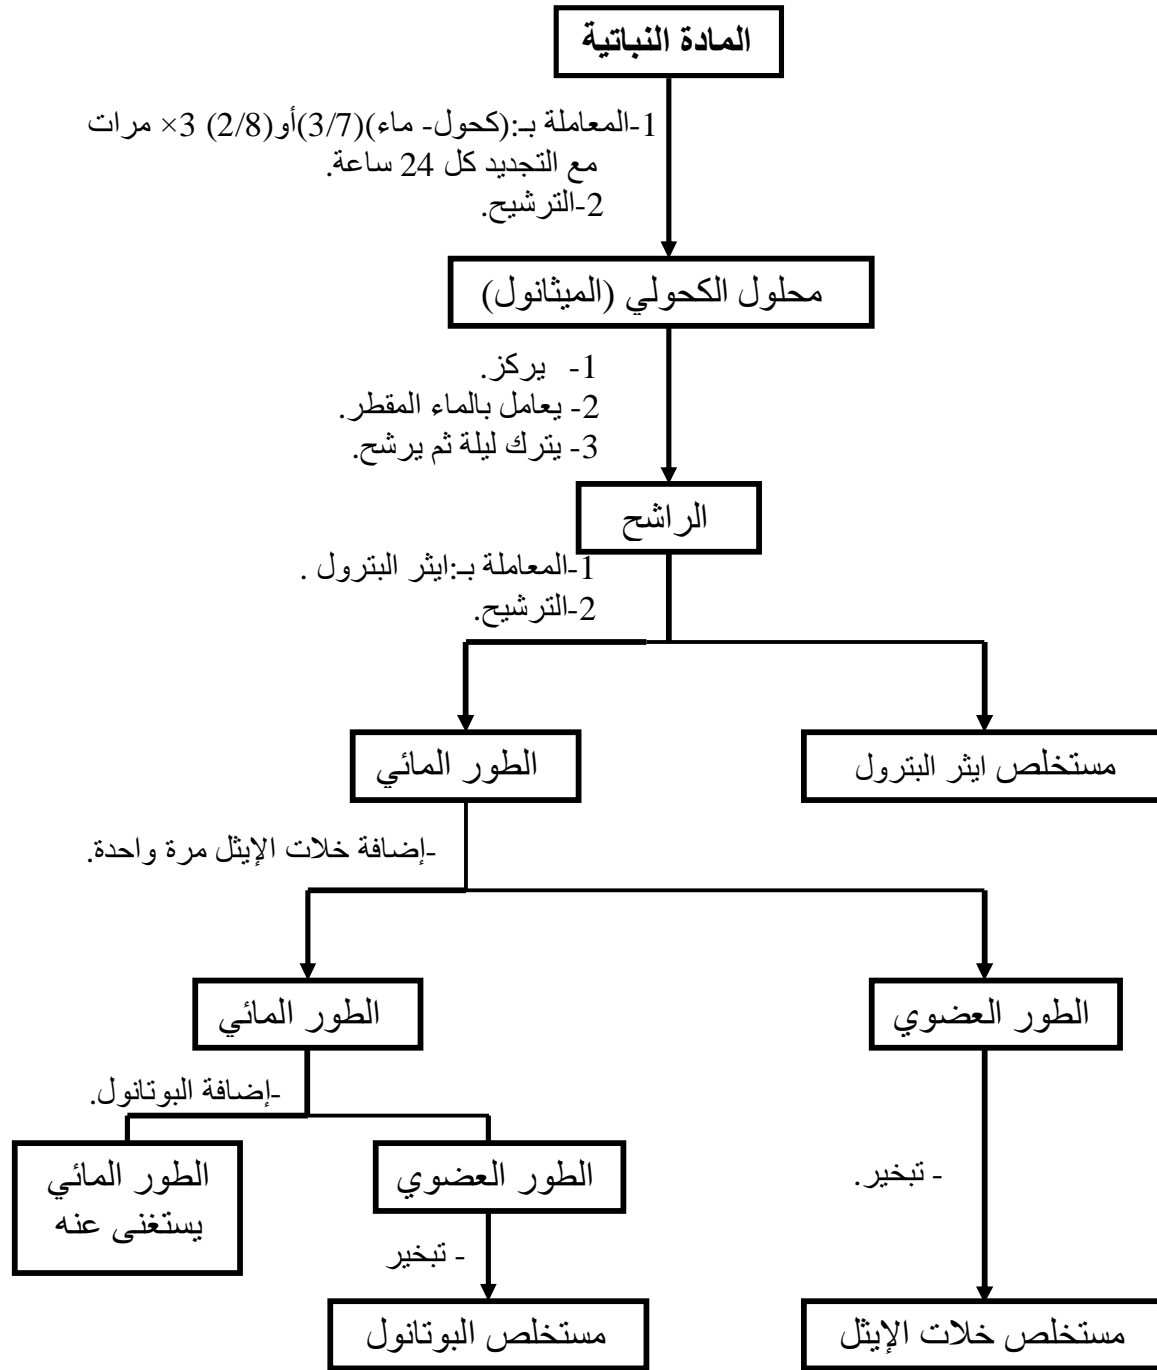 المادة النباتية
1-المعاملة بـ:(كحول- ماء)(3/7)أو(2/8) 3× مرات
مع التجديد كل 24 ساعة.
2-الترشيح.
محلول الكحولي (الميثانول)
1- يركز.
2- يعامل بالماء المقطر.
3- يترك ليلة ثم يرشح.
الراشح
1-المعاملة بـ:ايثر البترول .
2-الترشيح.
مستخلص ايثر البترول
الطور المائي
-إضافة خلات الإيثل مرة واحدة.
الطور العضوي
الطور المائي
-إضافة البوتانول.
- تبخير.
الطور العضوي
الطور المائي
يستغنى عنه
- تبخير
مستخلص خلات الإيثل
مستخلص البوتانول